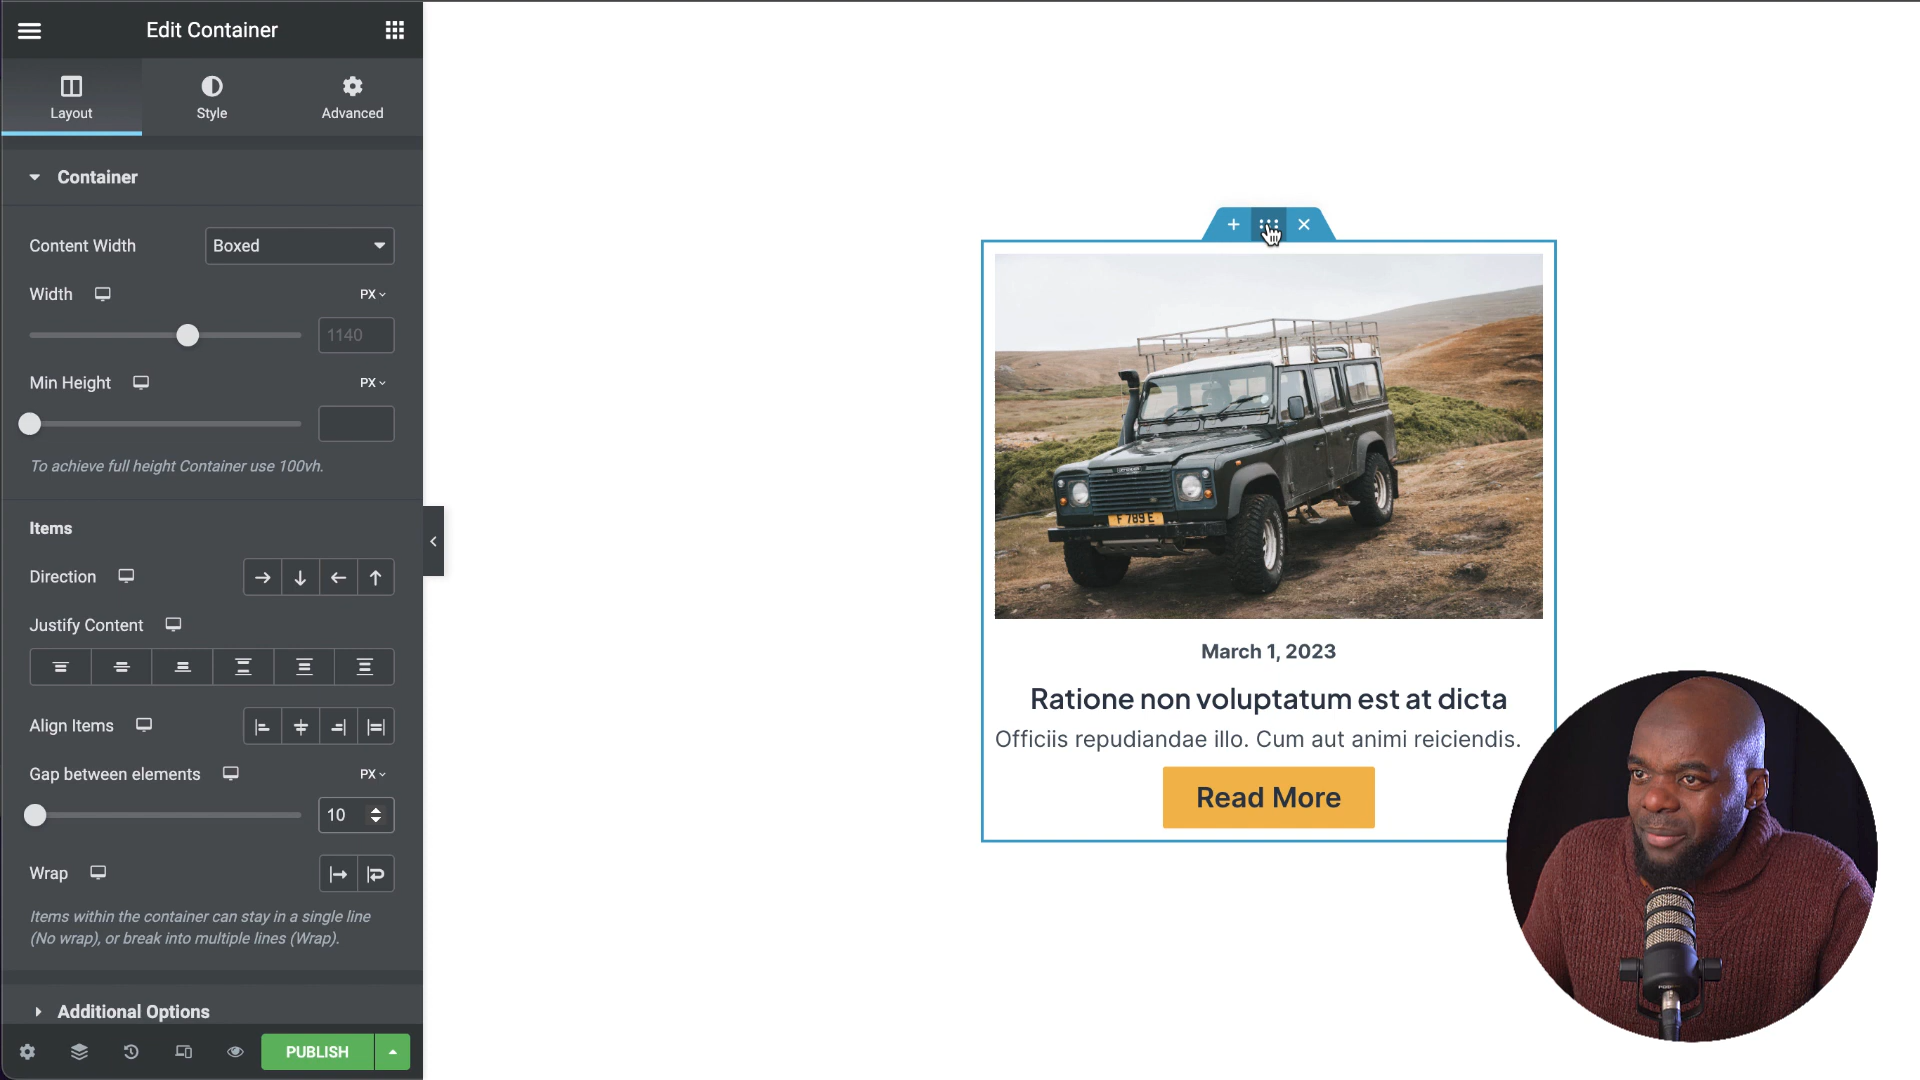 Edit Container
Layout
Style
Advanced
Container
Content Width
Boxed
Width
PX
1140
Min Height
PX
To achieve full height Container use 100vh.
Items
Direction
Justify Content
Align Items
Gap between elements
PX
10
Wrap
Items within the container can stay in a single line
(No wrap), or break into multiple lines (Wrap).
Additional Options
PUBLISH
F 789 E
March 1, 2023
Ratione non voluptatum est at dicta
Officiis repudiandae illo. Cum aut animi reiciendis.
Read More